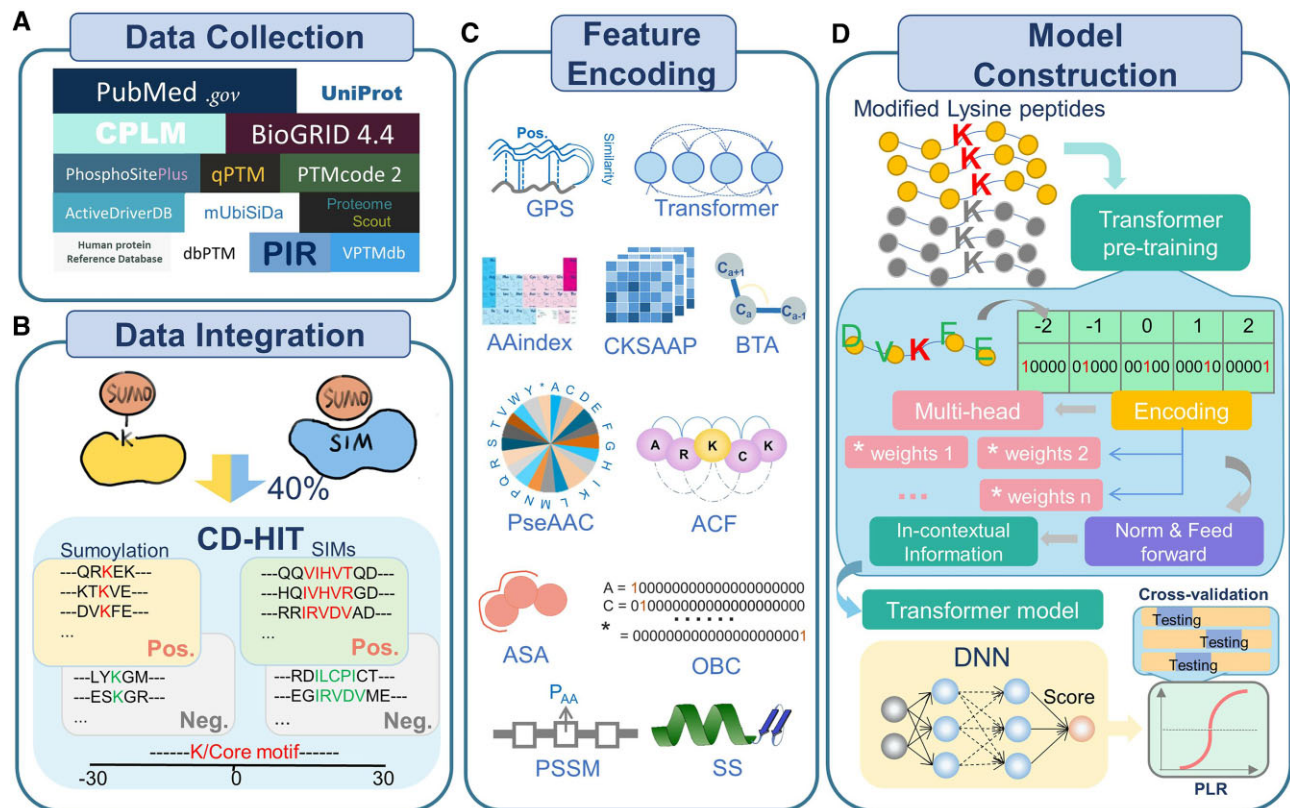 A
Data Collection
PubMed .gov
UniProt
CPLM
BioGRID 4.4
PhosphoSitePlus
qPTM
PTMcode 2
ActiveDriverDB
mUbiSiDa
Proteome
Scout
Human protein
Reference Database
dbPTM
PIR
VPTMdb
B
Data Integration
SUMO
K
SUMO
SIM
40%
CD-HIT
Sumoylation
---QRKEK---
---KTKVE---
---DVKFE---
...
Pos.
---LYKGM---
---ESKGR---
...
Neg.
SIMs
---QQVIHVTQD---
---HQIVHVRGD---
---RRIRVDVAD---
...
Pos.
---RDILCPICT---
---EGIRVDVME---
...
Neg.
------K/Core motif------
-30
0
30
C
Feature
Encoding
Pos.
Similarity
GPS
Transformer
AAindex
CKSAAP
Ca+1
Ca
Ca-1
BTA
* A C D E F G H I K L M N P Q R S T V W Y
PseAAC
A R K C K
ACF
ASA
A = 100000000000000000000
C = 010000000000000000000
......
* = 000000000000000000001
OBC
PAA
PSSM
SS
D
Model
Construction
Modified Lysine peptides
K
K
K
K
K
K
Transformer
pre-training
D V K F E
-2 -1 0 1 2
10000 01000 00100 00010 00001
Multi-head
Encoding
* weights 1
* weights 2
...
* weights n
In-contextual
Information
Norm & Feed
forward
Transformer model
Cross-validation
Testing
Testing
Testing
DNN
Score
PLR